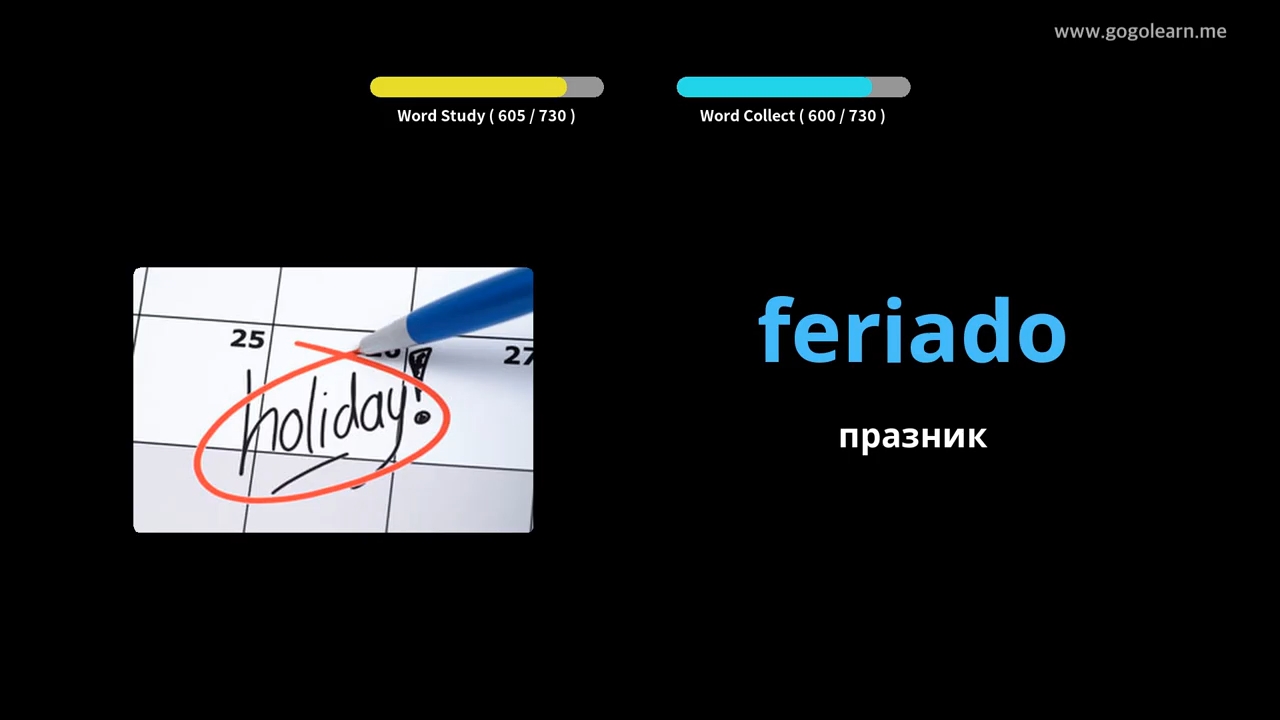 www.gogolearn.me
Word Study ( 605 / 730 )
Word Collect ( 600 / 730 )
25
27
holiday!
feriado
празник